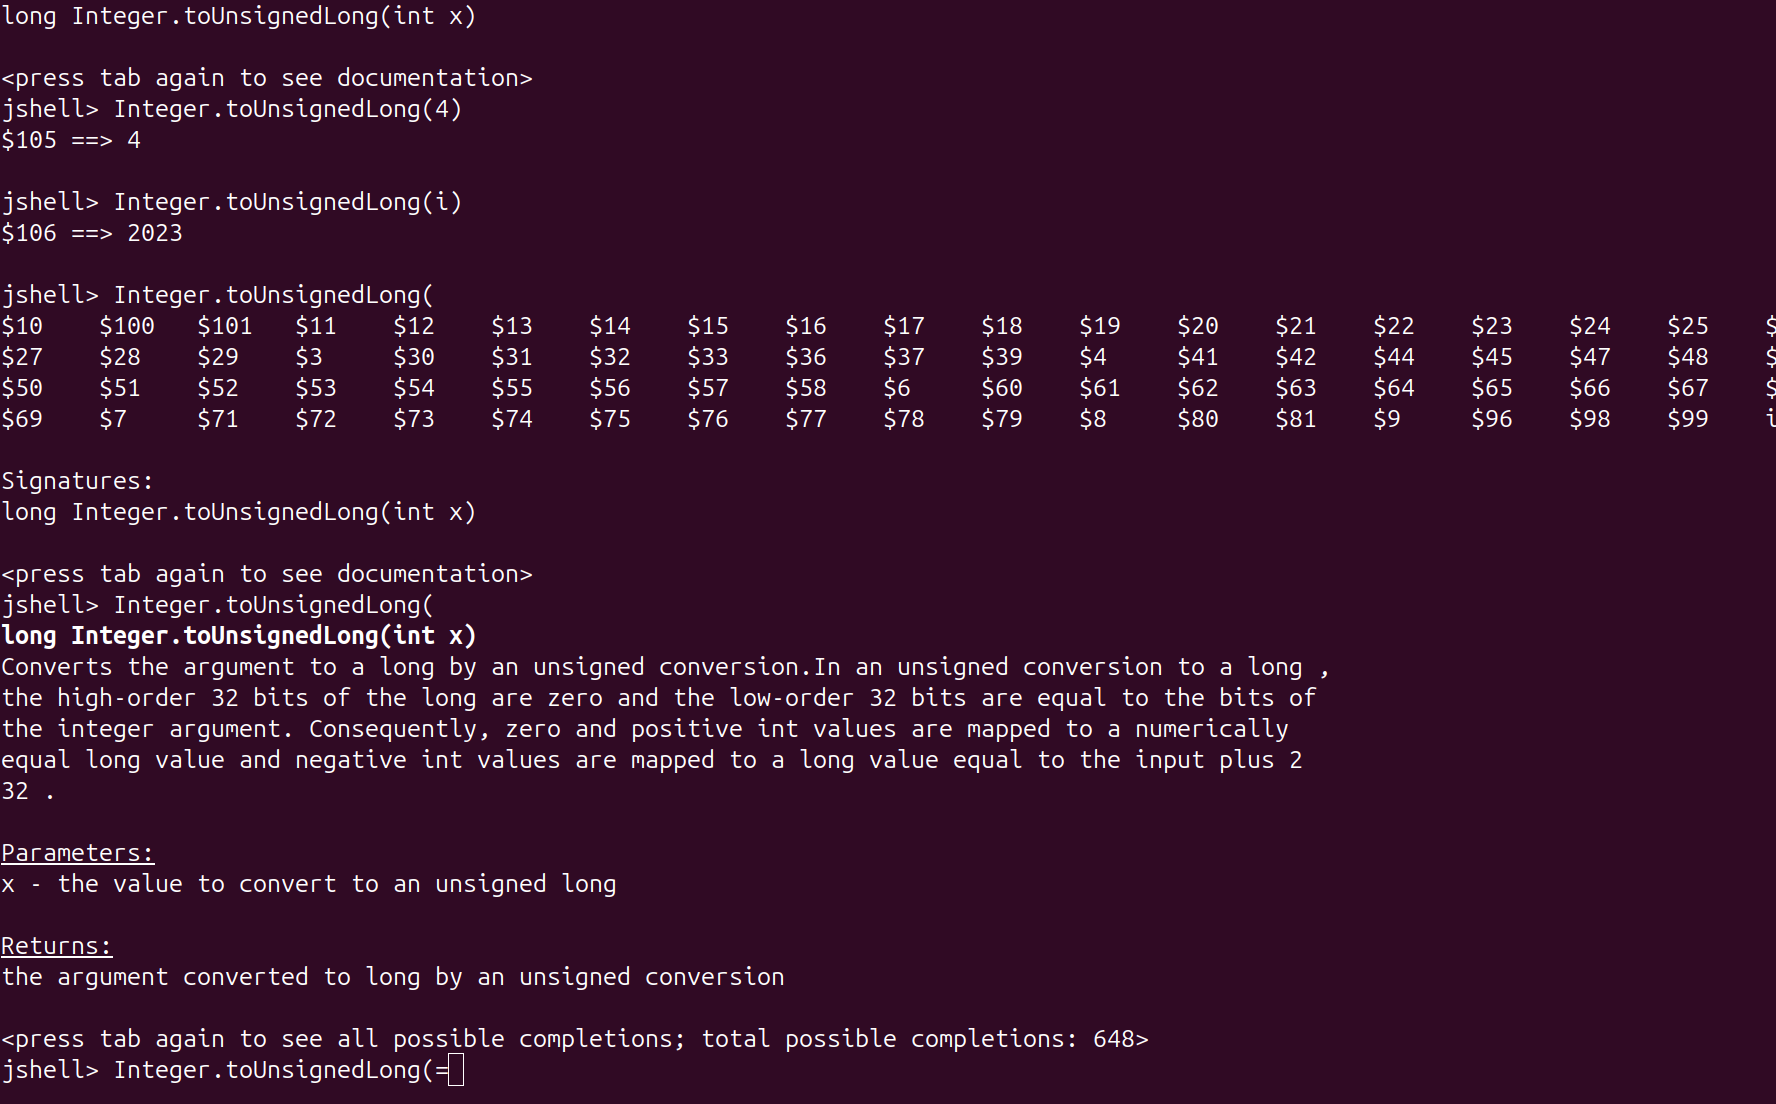 long Integer.toUnsignedLong(int x)
<press tab again to see documentation>
jshell> Integer.toUnsignedLong(4)
$105 ==> 4
jshell> Integer.toUnsignedLong(i)
$106 ==> 2023
jshell> Integer.toUnsignedLong(
$10 $100 $101 $11 $12 $13 $14 $15 $16 $17 $18 $19 $20 $21 $22 $23 $24 $25 $
$27 $28 $29 $3 $30 $31 $32 $33 $36 $37 $39 $4 $41 $42 $44 $45 $47 $48 $
$50 $51 $52 $53 $54 $55 $56 $57 $58 $6 $60 $61 $62 $63 $64 $65 $66 $67 $
$69 $7 $71 $72 $73 $74 $75 $76 $77 $78 $79 $8 $80 $81 $9 $96 $98 $99 i
Signatures:
long Integer.toUnsignedLong(int x)
<press tab again to see documentation>
jshell> Integer.toUnsignedLong(
long Integer.toUnsignedLong(int x)
Converts the argument to a long by an unsigned conversion.In an unsigned conversion to a long ,
the high-order 32 bits of the long are zero and the low-order 32 bits are equal to the bits of
the integer argument. Consequently, zero and positive int values are mapped to a numerically
equal long value and negative int values are mapped to a long value equal to the input plus 2
32 .
Parameters:
x - the value to convert to an unsigned long
Returns:
the argument converted to long by an unsigned conversion
<press tab again to see all possible completions; total possible completions: 648>
jshell> Integer.toUnsignedLong(=